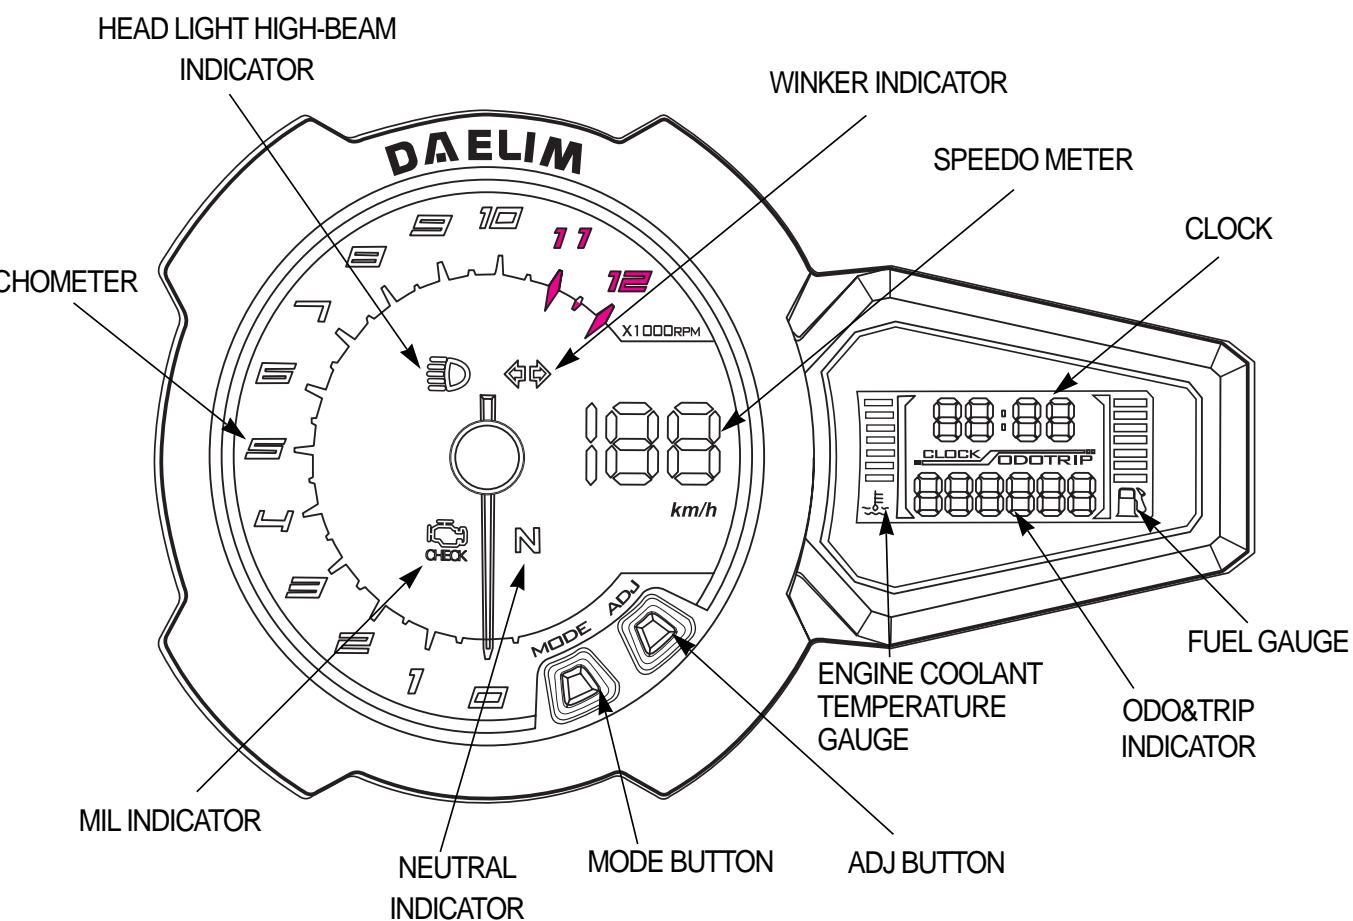 HEAD LIGHT HIGH-BEAM
INDICATOR
WINKER INDICATOR
SPEEDO METER
CLOCK
CHOMETER
DAELIM
0
1
2
3
4
5
6
7
8
9
10
11
12
X1000RPM
188
km/h
CHECK
N
MODE
ADJ
88:88
CLOCK ODOTRIP
888888
FUEL GAUGE
ENGINE COOLANT
TEMPERATURE
GAUGE
ODO&TRIP
INDICATOR
MIL INDICATOR
NEUTRAL
INDICATOR
MODE BUTTON
ADJ BUTTON